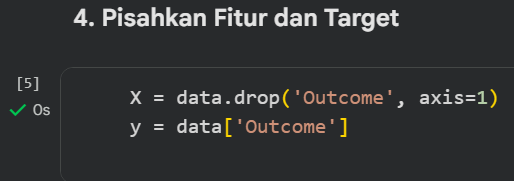 4. Pisahkan Fitur dan Target
[5]
0s
X = data.drop('Outcome', axis=1)
y = data['Outcome']